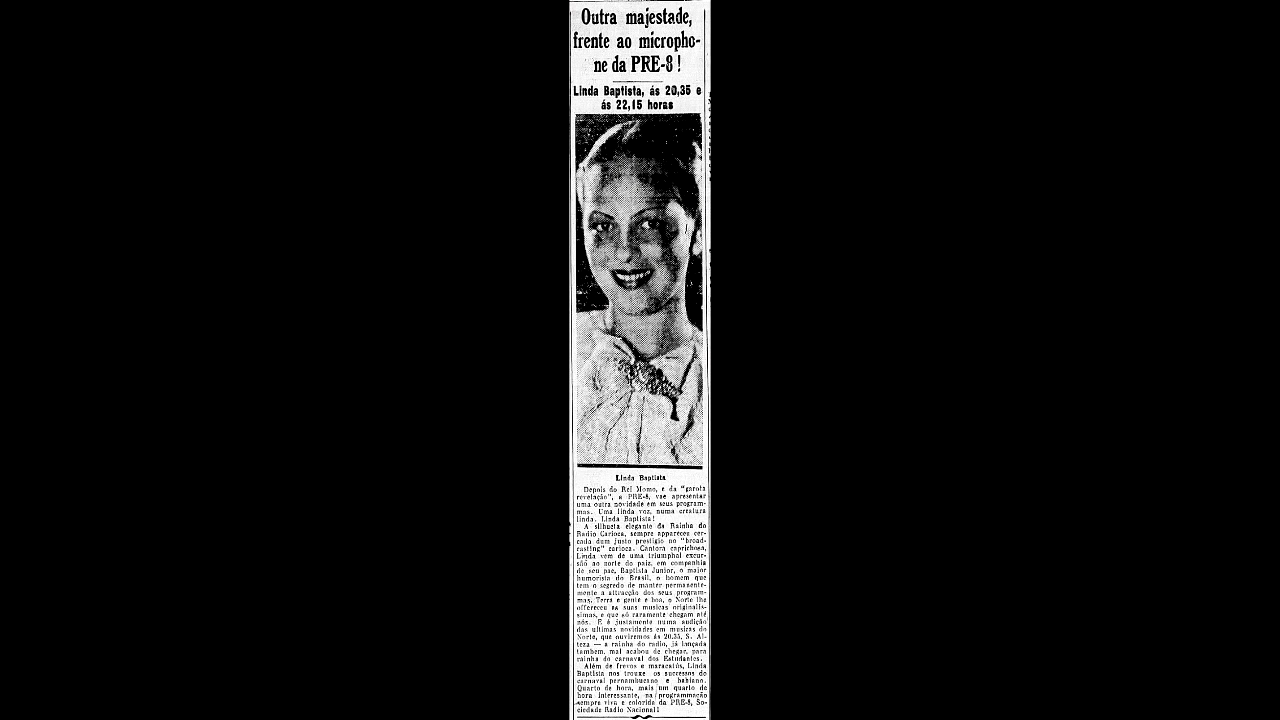 Outra majestade,
frente ao micropho-
ne da PRE-8!
Linda Baptista, ás 20,35 e
ás 22,15 horas
Linda Baptista
Depois do Rei Momo, e da "garota
revelação", a PRE-8, vae apresentar
uma outra novidade em seus program-
mas. Uma linda voz, numa creatura
linda. Linda Baptista!
A silhueta elegante da Rainha do
Radio Carioca, sempre appareceu cer-
cada dum justo prestigio no "broad-
casting" carioca. Cantora caprichosa,
Linda vem de uma triumphal excur-
são ao norte do paiz, em companhia
de seu pae, Baptista Junior, o maior
humorista do Brasil, o homem que
tem o segredo de manter permanente-
mente a attracção dos seus program-
mas. Terra e gente é boa, o Norte lhe
offereceu as suas musicas originalis-
simas, e que só raramente chegam até
nós. E é justamente numa audição
das ultimas novidades em musicas do
Norte, que ouviremos ás 20.35, S. Al-
teza — a rainha do radio, já lançada
tambem, mal acabou de chegar, para
rainha do carnaval dos Estudantes.
Além de frevos e maracatús, Linda
Baptista nos trouxe os successos do
carnaval pernambucano e bahiano.
Quarto de hora, mais um quarto de
hora interessante, na programmação
sempre viva e colorida da PRE-8, So-
ciedade Radio Nacional!